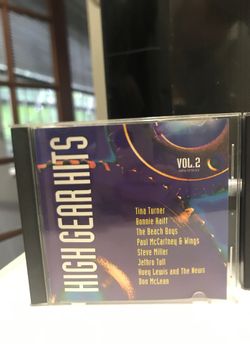 HIGH GEAR HITS
VOL.2
Tina Turner
Bonnie Raitt
The Beach Boys
Paul McCartney & Wings
Steve Miller
Jethro Tull
Huey Lewis and The News
Don McLean